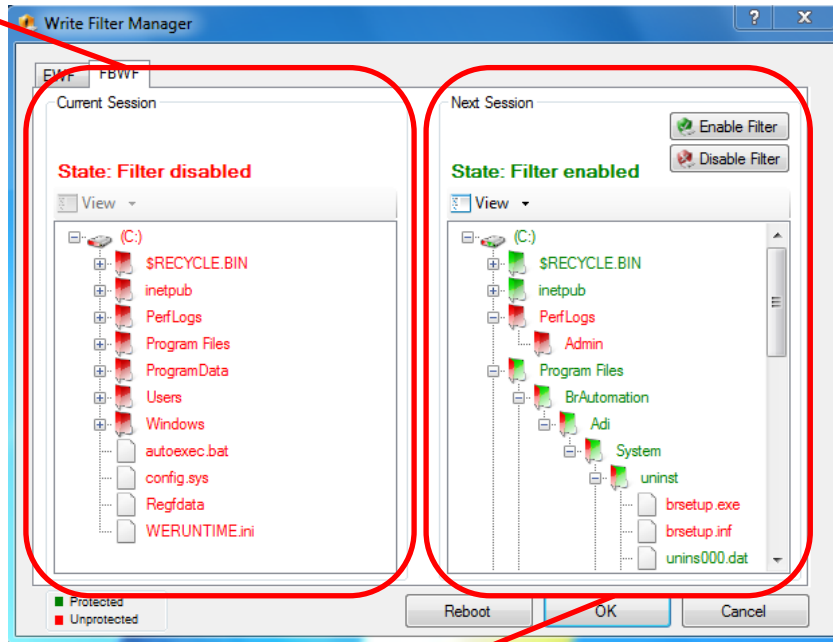 Write Filter Manager
EWF
FBWF
Current Session
State: Filter disabled
View
(C:)
$RECYCLE.BIN
inetpub
PerfLogs
Program Files
ProgramData
Users
Windows
autoexec.bat
config.sys
Regfdata
WERUNTIME.ini
Next Session
Enable Filter
Disable Filter
State: Filter enabled
View
(C:)
$RECYCLE.BIN
inetpub
PerfLogs
Admin
Program Files
BrAutomation
Adi
System
uninst
brsetup.exe
brsetup.inf
unins000.dat
Protected
Unprotected
Reboot
OK
Cancel